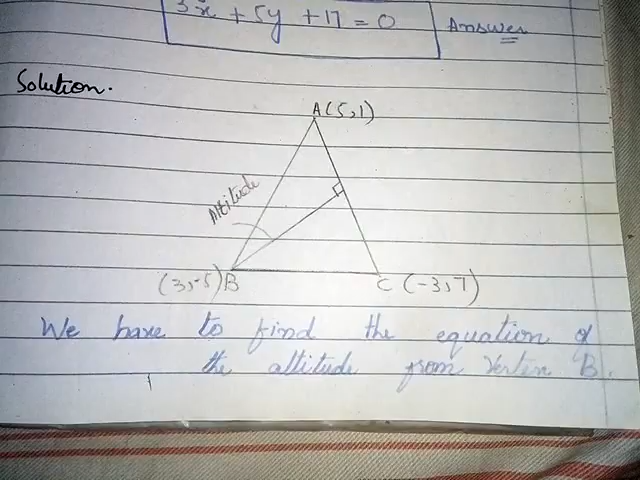 3x + 5y + 17 = 0 Answer
Solution.
A(5,1)
Altitude
(3,-5)B
C (-3,7)
We have to find the equation of
the altitude from Vertex B.